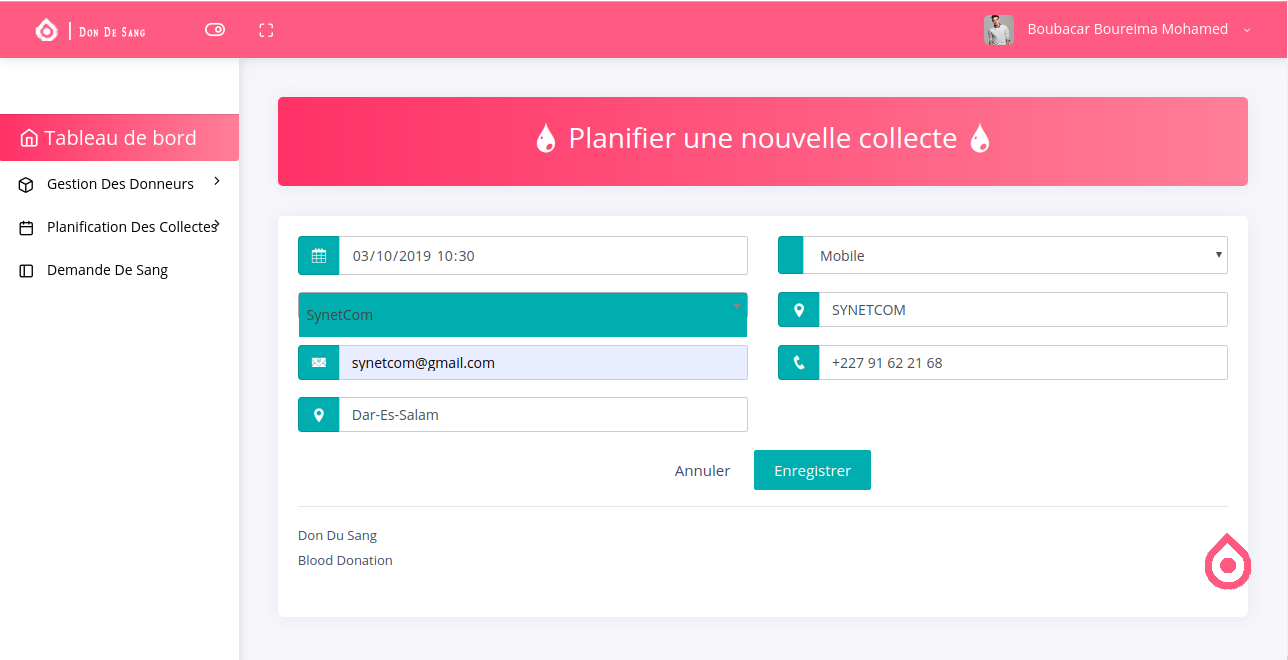 Don De Sang
Boubacar Boureima Mohamed
Tableau de bord
Gestion Des Donneurs
Planification Des Collectes
Demande De Sang
Planifier une nouvelle collecte
03/10/2019 10:30
Mobile
SynetCom
SYNETCOM
synetcom@gmail.com
+227 91 62 21 68
Dar-Es-Salam
Annuler
Enregistrer
Don Du Sang
Blood Donation